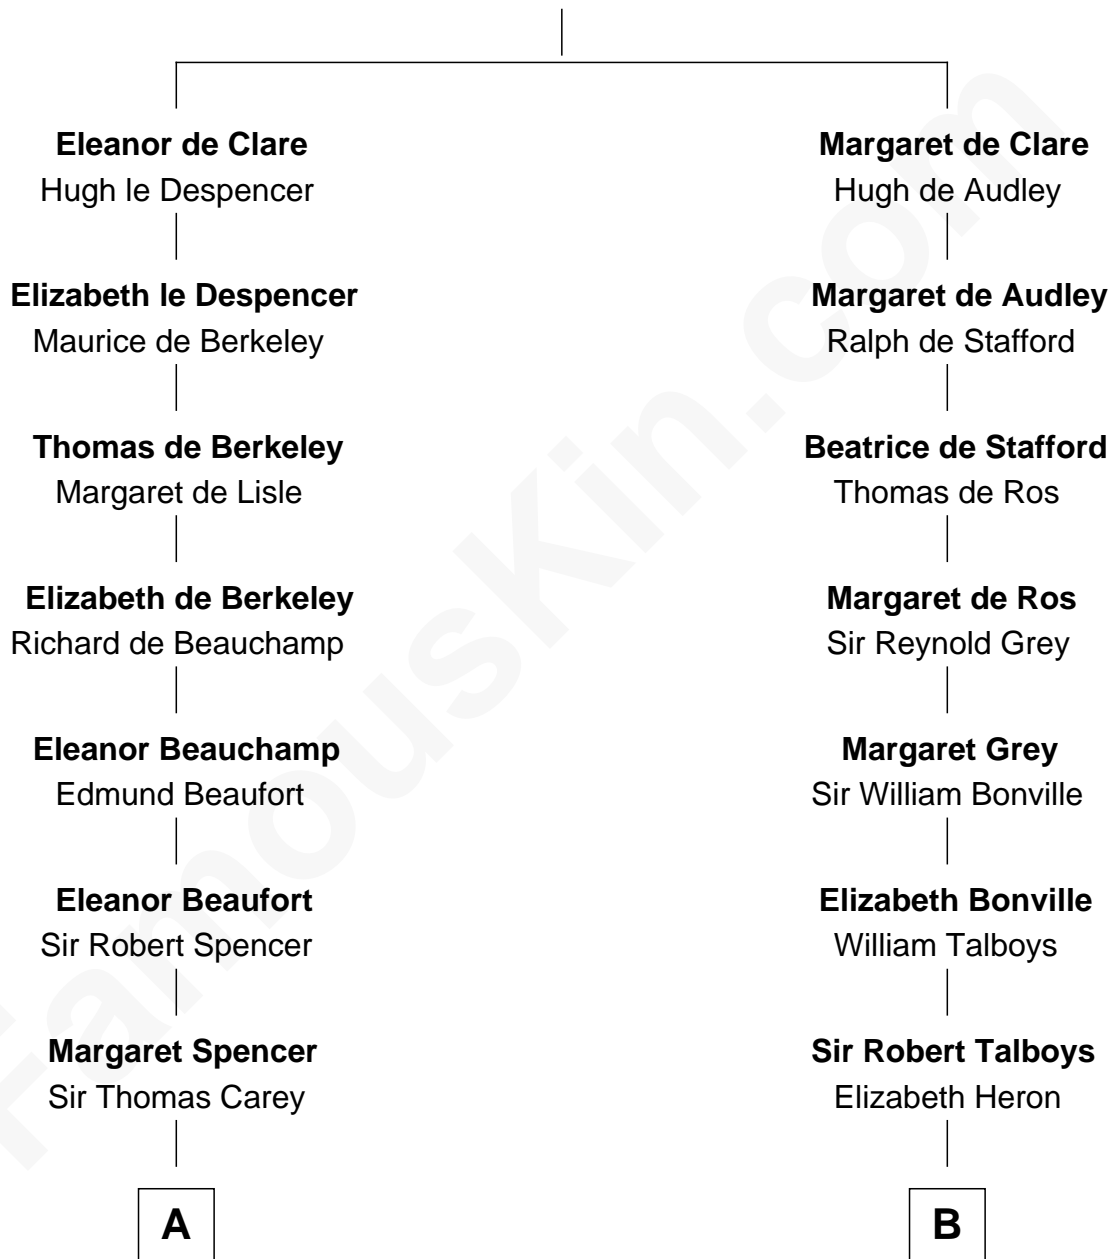 Eleanor de Clare
Hugh le Despencer
Elizabeth le Despencer
Maurice de Berkeley
Thomas de Berkeley
Margaret de Lisle
Elizabeth de Berkeley
Richard de Beauchamp
Eleanor Beauchamp
Edmund Beaufort
Eleanor Beaufort
Sir Robert Spencer
Margaret Spencer
Sir Thomas Carey
A
Margaret de Clare
Hugh de Audley
Margaret de Audley
Ralph de Stafford
Beatrice de Stafford
Thomas de Ros
Margaret de Ros
Sir Reynold Grey
Margaret Grey
Sir William Bonville
Elizabeth Bonville
William Talboys
Sir Robert Talboys
Elizabeth Heron
B
FamousKin.com